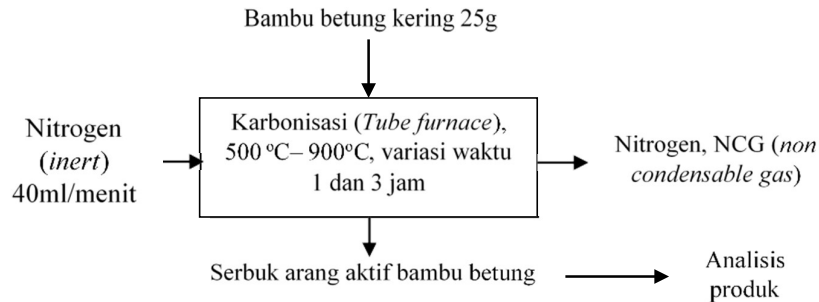 Bambu betung kering 25g
Nitrogen
(inert)
40ml/menit
Karbonisasi (Tube furnace),
500 ºC– 900ºC, variasi waktu
1 dan 3 jam
Nitrogen, NCG (non
condensable gas)
Serbuk arang aktif bambu betung
Analisis
produk